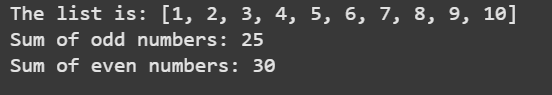 The list is: [1, 2, 3, 4, 5, 6, 7, 8, 9, 10]
Sum of odd numbers: 25
Sum of even numbers: 30